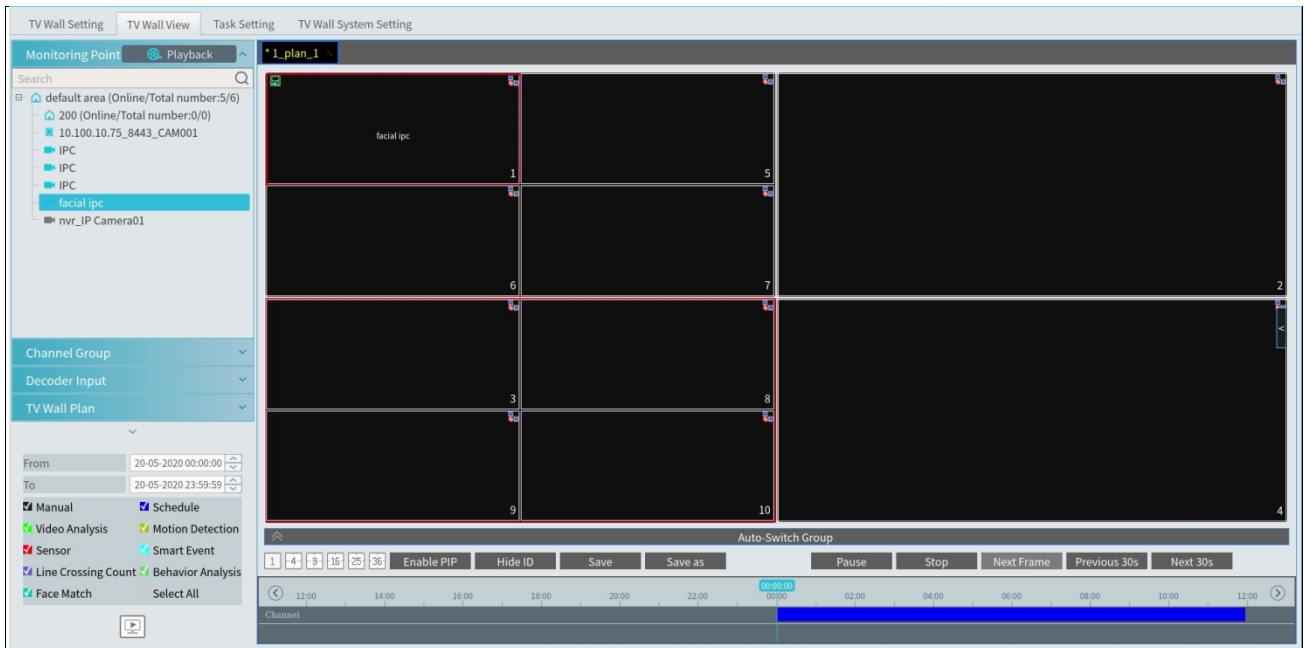 TV Wall Setting TV Wall View Task Setting TV Wall System Setting
Monitoring Point Playback
Search
default area (Online/Total number:5/6)
200 (Online/Total number:0/0)
10.100.10.75_8443_CAM001
IPC
IPC
IPC
facial ipc
nvr_IP Camera01
Channel Group
Decoder Input
TV Wall Plan
From 20-05-2020 00:00:00
To 20-05-2020 23:59:59
Manual Schedule
Video Analysis Motion Detection
Sensor Smart Event
Line Crossing Count Behavior Analysis
Face Match Select All
* 1_plan_1
facial ipc
1 5
6 7 2
3 8
9 10 4
<
Auto-Switch Group
1 4 9 16 25 36 Enable PIP Hide ID Save Save as Pause Stop Next Frame Previous 30s Next 30s
00:00:00
12:00 14:00 16:00 18:00 20:00 22:00 00:00 02:00 04:00 06:00 08:00 10:00 12:00
Channel